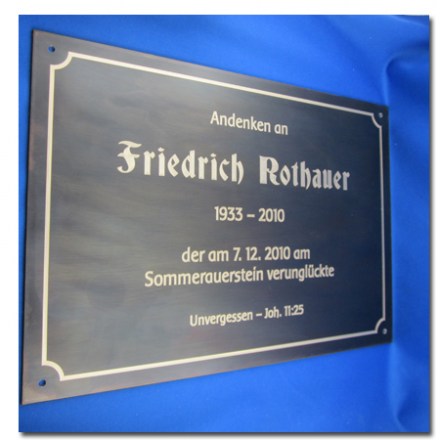 Andenken an
Friedrich Rothauer
1933 – 2010
der am 7. 12. 2010 am
Sommerauerstein verunglückte
Unvergessen – Joh. 11:25